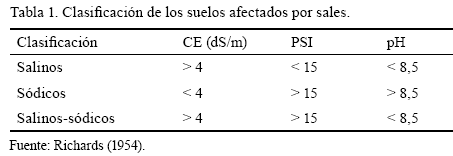 Tabla 1. Clasificación de los suelos afectados por sales.
Clasificación CE (dS/m) PSI pH
Salinos > 4 < 15 < 8,5
Sódicos < 4 > 15 > 8,5
Salinos-sódicos > 4 > 15 < 8,5
Fuente: Richards (1954).